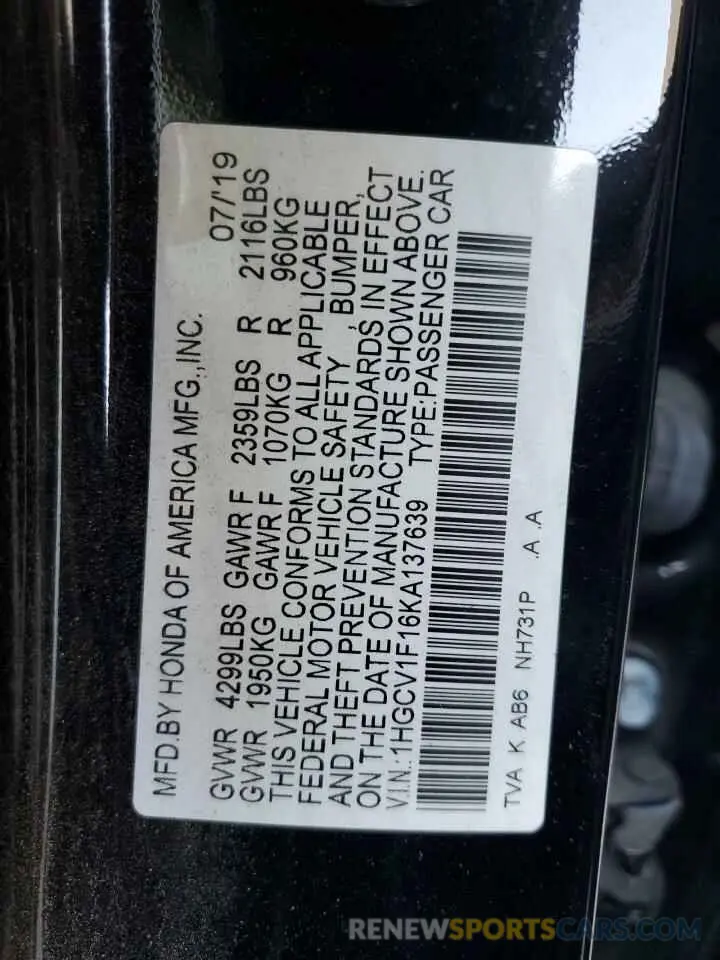 MFD.BY HONDA OF AMERICA MFG.,INC. 07/'19
GVWR 4299LBS GAWR F 2359LBS R 2116LBS
GVWR 1950KG GAWR F 1070KG R 960KG
THIS VEHICLE CONFORMS TO ALL APPLICABLE
FEDERAL MOTOR VEHICLE SAFETY , BUMPER,
AND THEFT PREVENTION STANDARDS IN EFFECT
ON THE DATE OF MANUFACTURE SHOWN ABOVE.
V.I.N.: 1HGCV1F16KA137639 TYPE:PASSENGER CAR
TVA K AB6 NH731P .A .A
RENEWSPORTSCARS.COM